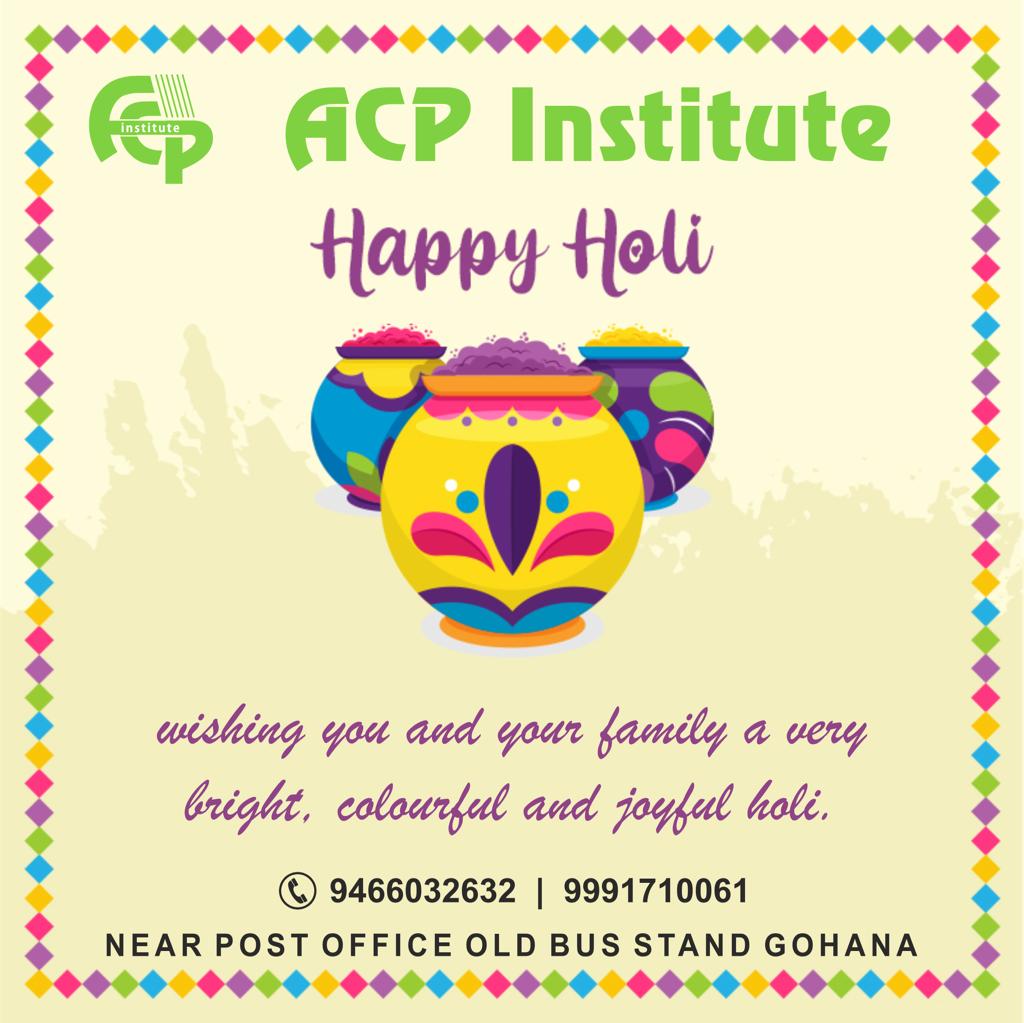 ACP Institute
ACP Institute
Happy Holi
wishing you and your family a very
bright, colourful and joyful holi.
9466032632 | 9991710061
NEAR POST OFFICE OLD BUS STAND GOHANA